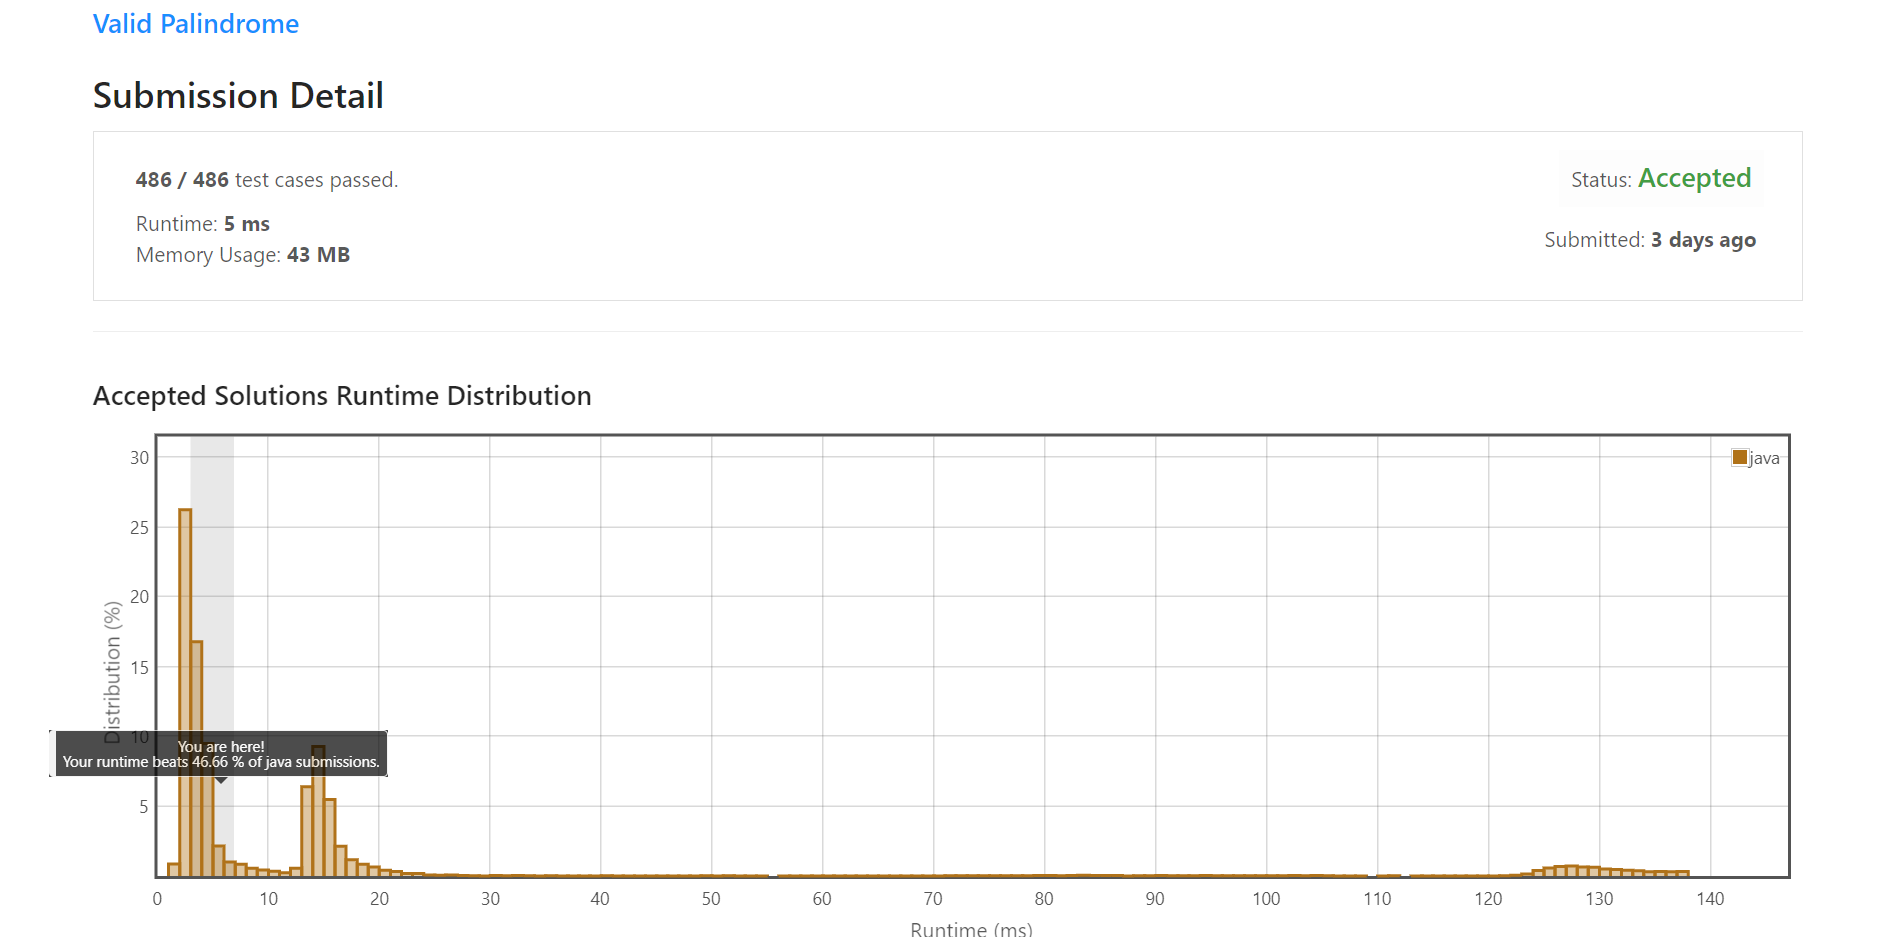 Valid Palindrome
Submission Detail
486 / 486 test cases passed.
Status: Accepted
Runtime: 5 ms
Submitted: 3 days ago
Memory Usage: 43 MB
Accepted Solutions Runtime Distribution
java
30
25
20
15
10
5
Distribution (%)
You are here!
Your runtime beats 46.66 % of java submissions.
0 10 20 30 40 50 60 70 80 90 100 110 120 130 140
Runtime (ms)